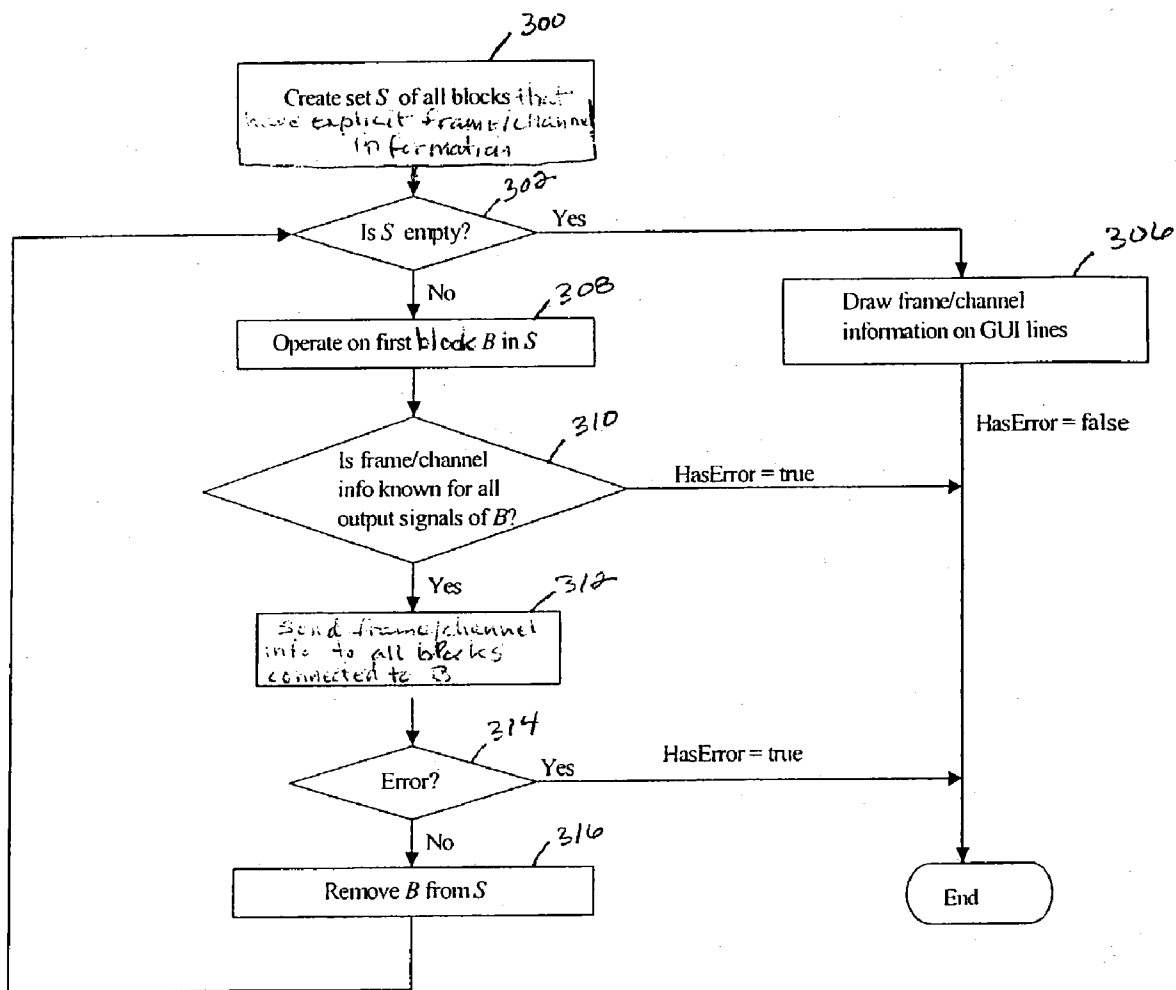 300
Create set S of all blocks that
have explicit frame/channel
information
302
Is S empty?
Yes
306
No
308
Draw frame/channel
information on GUI lines
Operate on first block B in S
310
HasError = false
Is frame/channel
info known for all
output signals of B?
HasError = true
Yes
312
Send frame/channel
info to all blocks
connected to B
314
Error?
Yes
HasError = true
No
316
Remove B from S
End